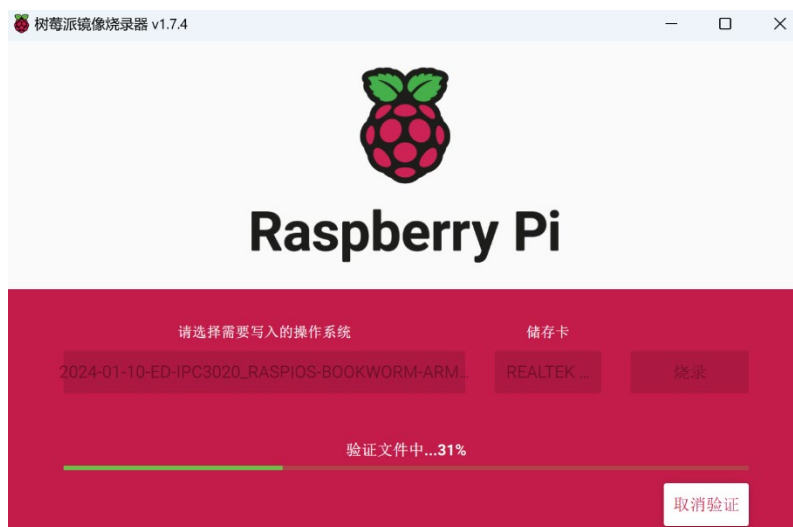 树莓派镜像烧录器 v1.7.4
Raspberry Pi
请选择需要写入的操作系统 储存卡
2024-01-10-ED-IPC3020_RASPIOS-BOOKWORM-ARM... REALTEK ... 烧录
验证文件中...31%
取消验证